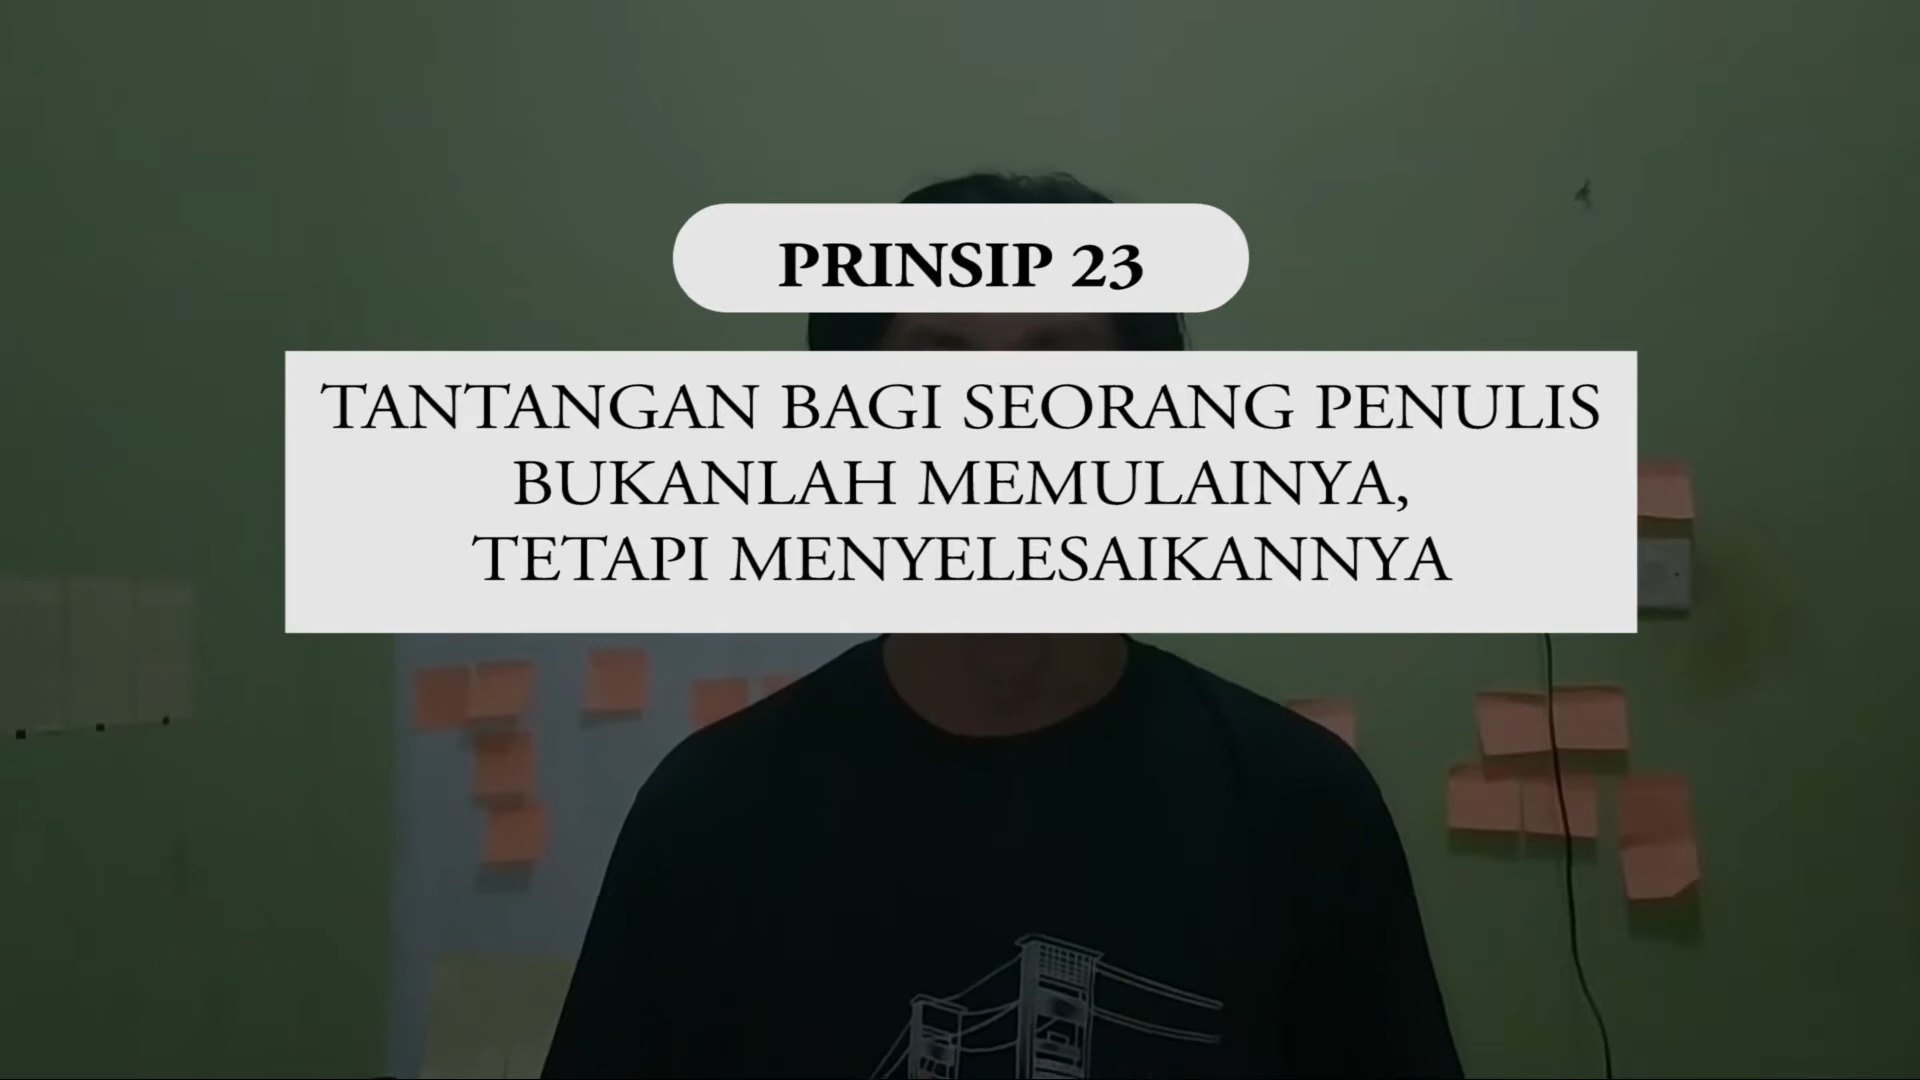 PRINSIP 23
TANTANGAN BAGI SEORANG PENULIS
BUKANLAH MEMULAINYA,
TETAPI MENYELESAIKANNYA